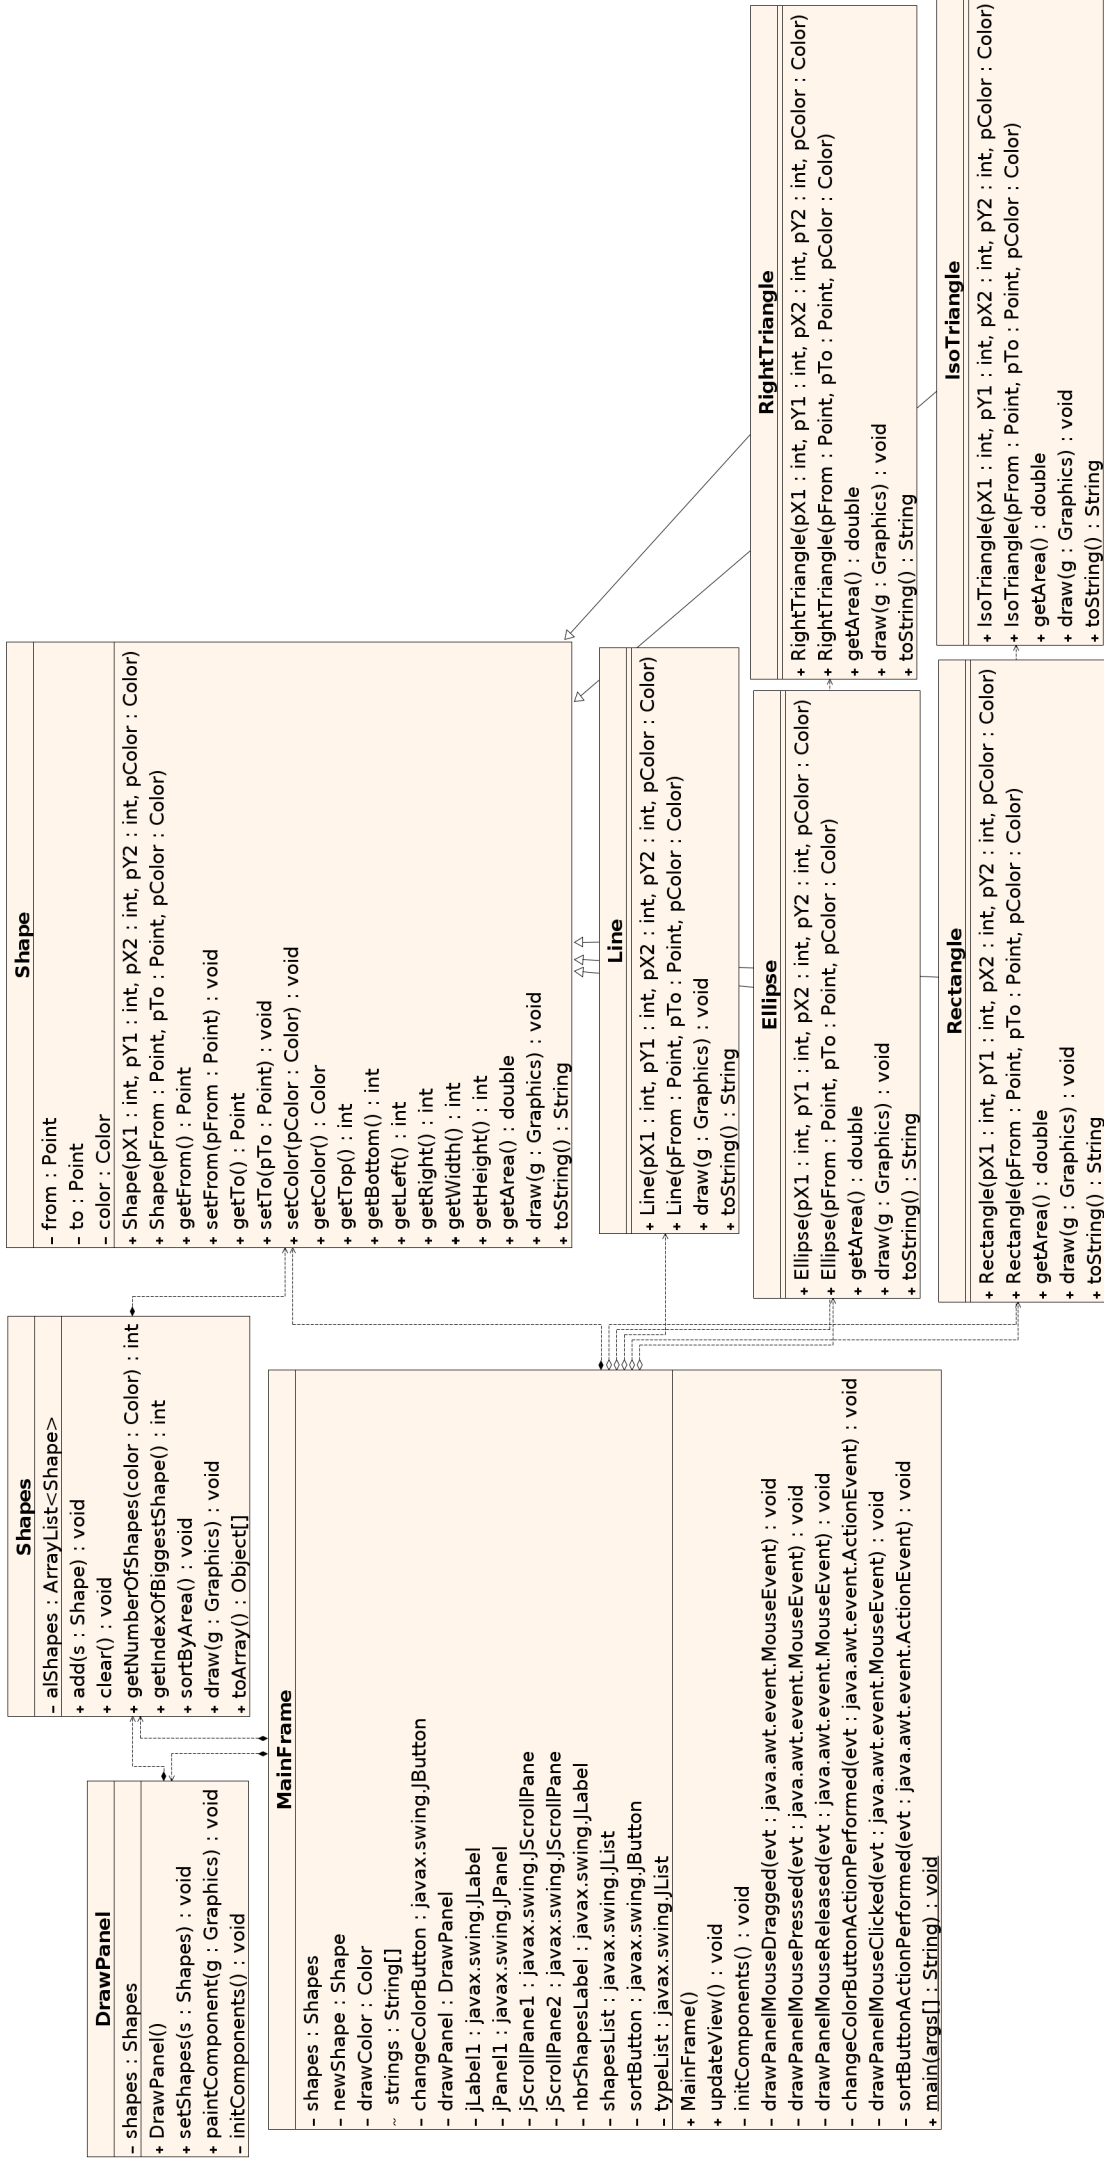 DrawPanel
– shapes : Shapes
+ DrawPanel()
+ setShapes(s : Shapes) : void
+ paintComponent(g : Graphics) : void
– initComponents() : void
Shapes
– alShapes : ArrayList<Shape>
+ add(s : Shape) : void
+ clear() : void
+ getNumberOfShapes(color : Color) : int
+ getIndexOfBiggestShape() : int
+ sortByArea() : void
+ draw(g : Graphics) : void
+ toArray() : Object[]
Shape
– from : Point
– to : Point
– color : Color
+ Shape(pX1 : int, pY1 : int, pX2 : int, pY2 : int, pColor : Color)
+ Shape(pFrom : Point, pTo : Point, pColor : Color)
+ getFrom() : Point
+ setFrom(pFrom : Point) : void
+ getTo() : Point
+ setTo(pTo : Point) : void
+ setColor(pColor : Color) : void
+ getColor() : Color
+ getTop() : int
+ getBottom() : int
+ getLeft() : int
+ getRight() : int
+ getWidth() : int
+ getHeight() : int
+ getArea() : double
+ draw(g : Graphics) : void
+ toString() : String
MainFrame
– shapes : Shapes
– newShape : Shape
– drawColor : Color
~ strings : String[]
– changeColorButton : javax.swing.JButton
– drawPanel : DrawPanel
– jLabel1 : javax.swing.JLabel
– jPanel1 : javax.swing.JPanel
– jScrollPane1 : javax.swing.JScrollPane
– jScrollPane2 : javax.swing.JScrollPane
– nbrShapesLabel : javax.swing.JLabel
– shapesList : javax.swing.JList
– sortButton : javax.swing.JButton
– typeList : javax.swing.JList
+ MainFrame()
+ updateView() : void
– initComponents() : void
– drawPanelMouseDragged(evt : java.awt.event.MouseEvent) : void
– drawPanelMousePressed(evt : java.awt.event.MouseEvent) : void
– drawPanelMouseReleased(evt : java.awt.event.MouseEvent) : void
– changeColorButtonActionPerformed(evt : java.awt.event.ActionEvent) : void
– drawPanelMouseClicked(evt : java.awt.event.MouseEvent) : void
– sortButtonActionPerformed(evt : java.awt.event.ActionEvent) : void
+ main(args[] : String) : void
Line
+ Line(pX1 : int, pY1 : int, pX2 : int, pY2 : int, pColor : Color)
+ Line(pFrom : Point, pTo : Point, pColor : Color)
+ draw(g : Graphics) : void
+ toString() : String
Ellipse
+ Ellipse(pX1 : int, pY1 : int, pX2 : int, pY2 : int, pColor : Color)
+ Ellipse(pFrom : Point, pTo : Point, pColor : Color)
+ getArea() : double
+ draw(g : Graphics) : void
+ toString() : String
RightTriangle
+ RightTriangle(pX1 : int, pY1 : int, pX2 : int, pY2 : int, pColor : Color)
+ RightTriangle(pFrom : Point, pTo : Point, pColor : Color)
+ getArea() : double
+ draw(g : Graphics) : void
+ toString() : String
Rectangle
+ Rectangle(pX1 : int, pY1 : int, pX2 : int, pY2 : int, pColor : Color)
+ Rectangle(pFrom : Point, pTo : Point, pColor : Color)
+ getArea() : double
+ draw(g : Graphics) : void
+ toString() : String
IsoTriangle
+ IsoTriangle(pX1 : int, pY1 : int, pX2 : int, pY2 : int, pColor : Color)
+ IsoTriangle(pFrom : Point, pTo : Point, pColor : Color)
+ getArea() : double
+ draw(g : Graphics) : void
+ toString() : String